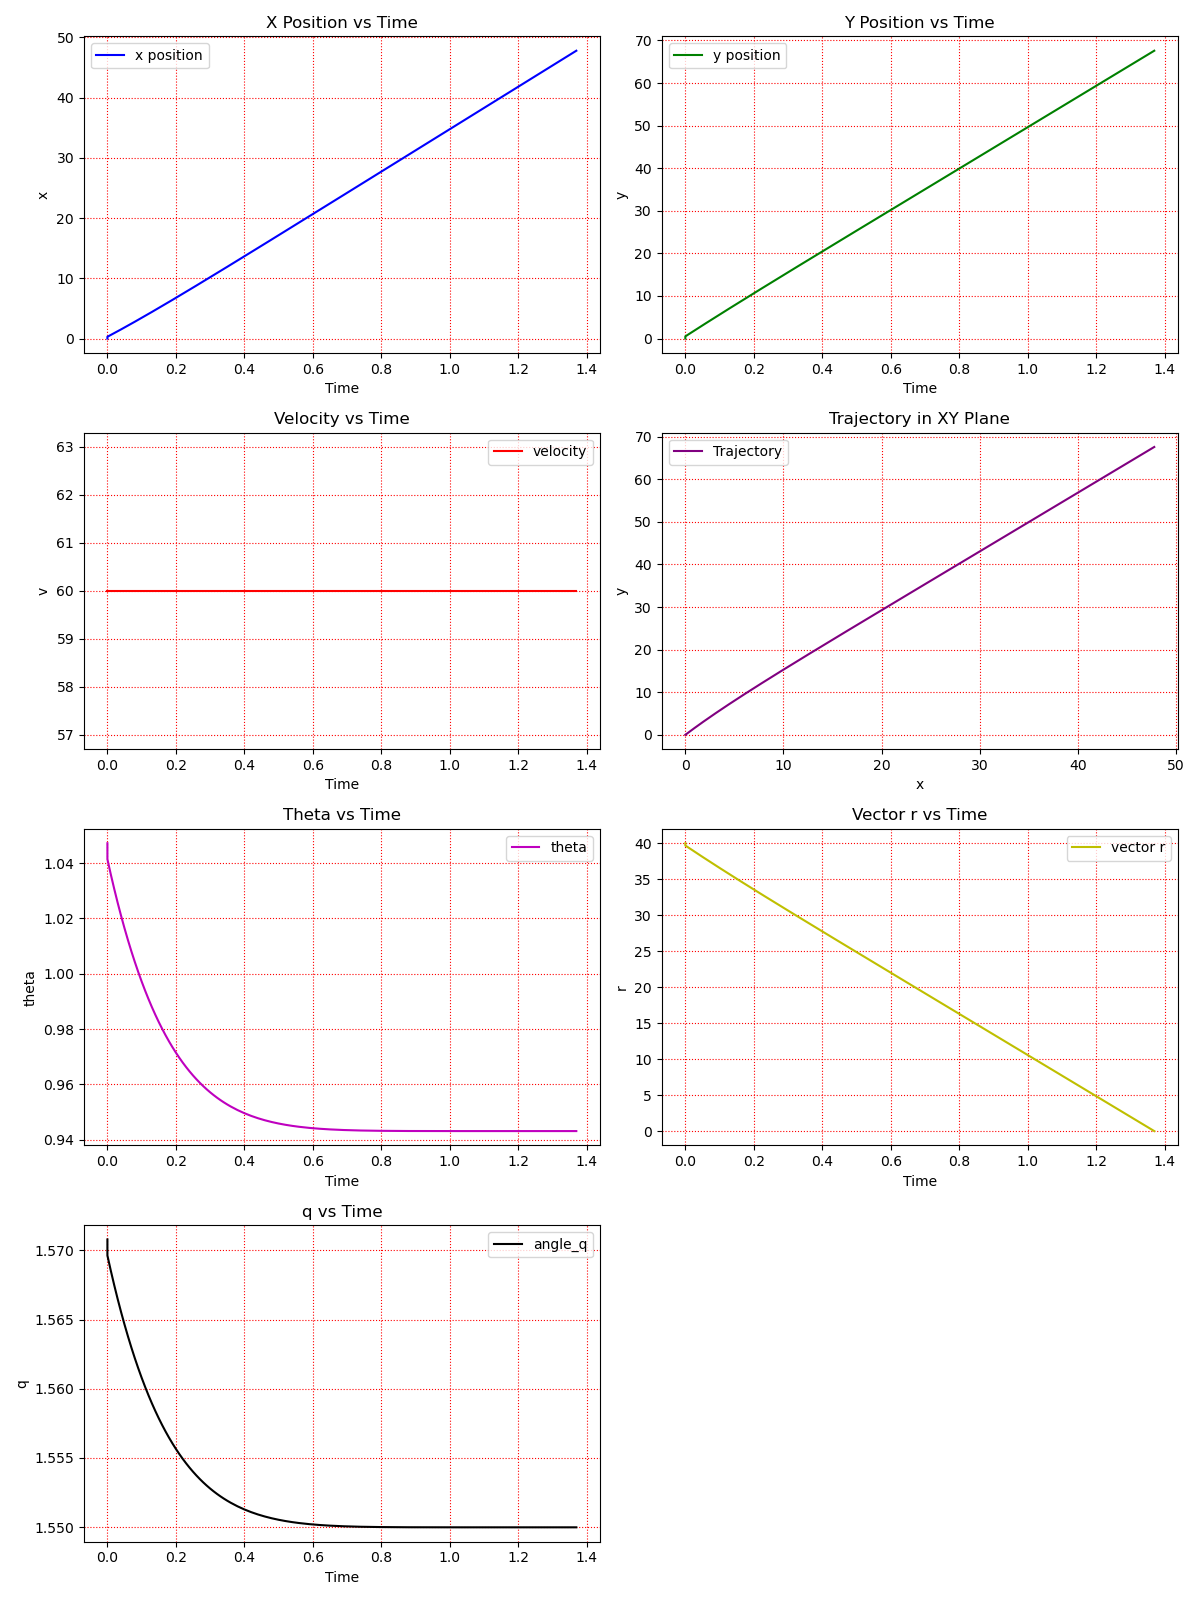 X Position vs Time
x position
50
40
30
20
10
0
x
0.0 0.2 0.4 0.6 0.8 1.0 1.2 1.4
Time
Y Position vs Time
y position
70
60
50
40
30
20
10
0
y
0.0 0.2 0.4 0.6 0.8 1.0 1.2 1.4
Time
Velocity vs Time
velocity
63
62
61
60
59
58
57
v
0.0 0.2 0.4 0.6 0.8 1.0 1.2 1.4
Time
Trajectory in XY Plane
Trajectory
70
60
50
40
30
20
10
0
y
0 10 20 30 40 50
x
Theta vs Time
theta
1.04
1.02
1.00
0.98
0.96
0.94
theta
0.0 0.2 0.4 0.6 0.8 1.0 1.2 1.4
Time
Vector r vs Time
vector r
40
35
30
25
20
15
10
5
0
r
0.0 0.2 0.4 0.6 0.8 1.0 1.2 1.4
Time
q vs Time
angle_q
1.570
1.565
1.560
1.555
1.550
q
0.0 0.2 0.4 0.6 0.8 1.0 1.2 1.4
Time